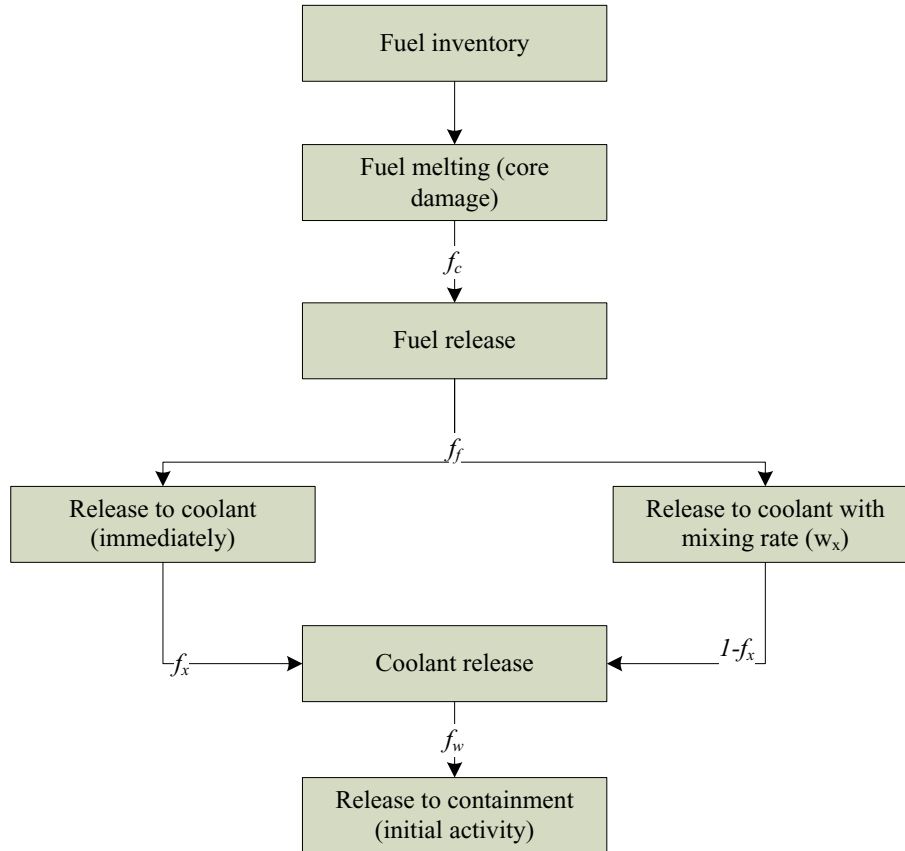 Fuel inventory
Fuel melting (core
damage)
f_c
Fuel release
f_f
Release to coolant
(immediately)
Release to coolant with
mixing rate (w_x)
f_x
Coolant release
1-f_x
f_w
Release to containment
(initial activity)